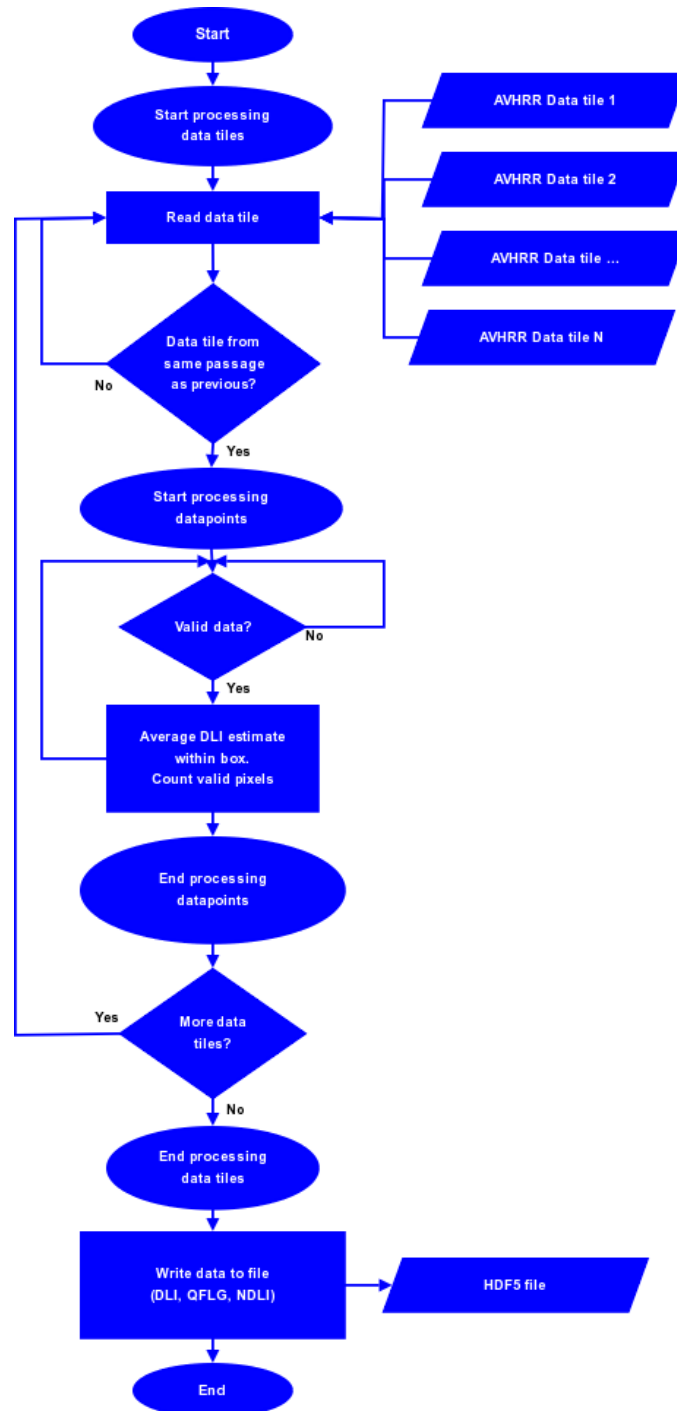 Start
Start processing
data tiles
AVHRR Data tile 1
AVHRR Data tile 2
Read data tile
AVHRR Data tile ...
AVHRR Data tile N
Data tile from
same passage
as previous?
No
Yes
Start processing
datapoints
Valid data?
No
Yes
Average DLI estimate
within box.
Count valid pixels
End processing
datapoints
Yes
More data
tiles?
No
End processing
data tiles
Write data to file
(DLI, QFLG, NDLI)
HDF5 file
End